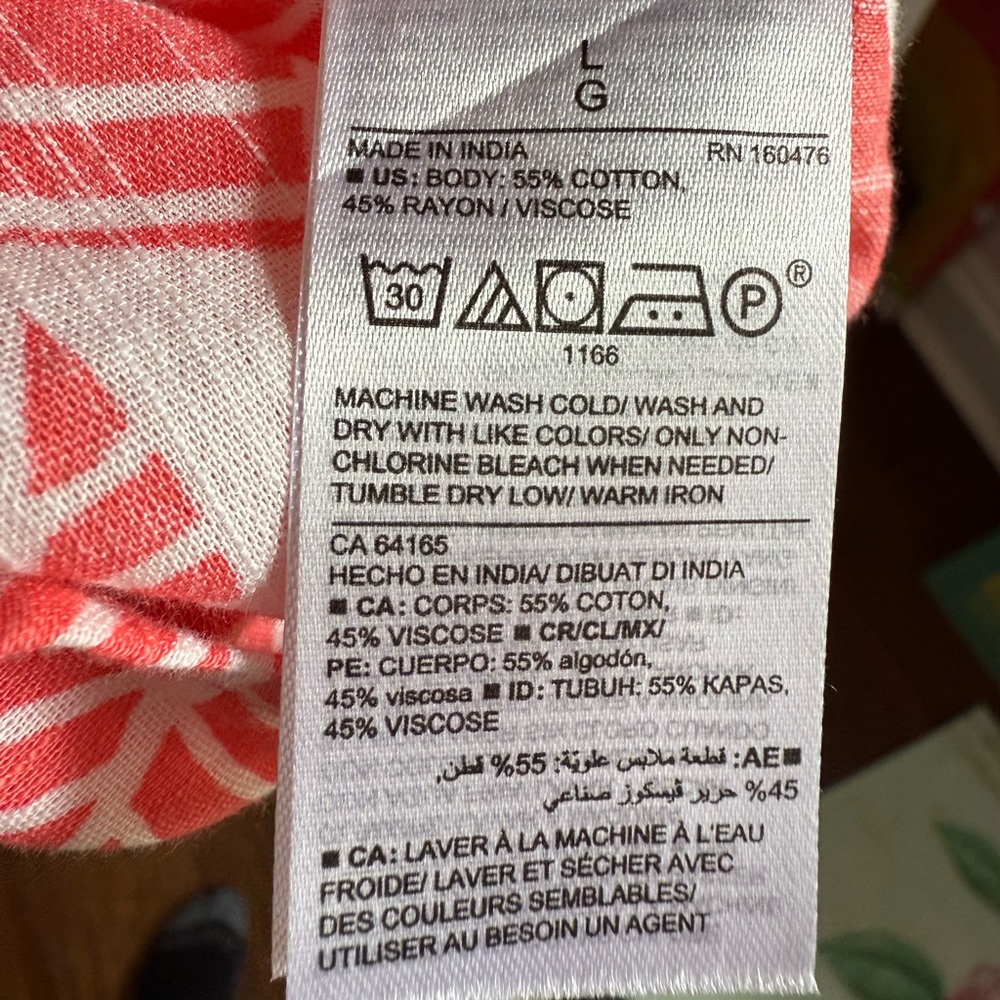 L
G
MADE IN INDIA RN 160476
■ US: BODY: 55% COTTON,
45% RAYON / VISCOSE
30 P ®
1166
MACHINE WASH COLD/ WASH AND
DRY WITH LIKE COLORS/ ONLY NON-
CHLORINE BLEACH WHEN NEEDED/
TUMBLE DRY LOW/ WARM IRON
CA 64165
HECHO EN INDIA/ DIBUAT DI INDIA
■ CA: CORPS: 55% COTON,
45% VISCOSE ■ CR/CL/MX/
PE: CUERPO: 55% algodón,
45% viscosa ■ ID: TUBUH: 55% KAPAS,
45% VISCOSE
■AE: قطعة ملابس علويّة: 55% قطن,
45% حرير ڤيسكوز صناعي
■ CA: LAVER À LA MACHINE À L'EAU
FROIDE/ LAVER ET SÉCHER AVEC
DES COULEURS SEMBLABLES/
UTILISER AU BESOIN UN AGENT